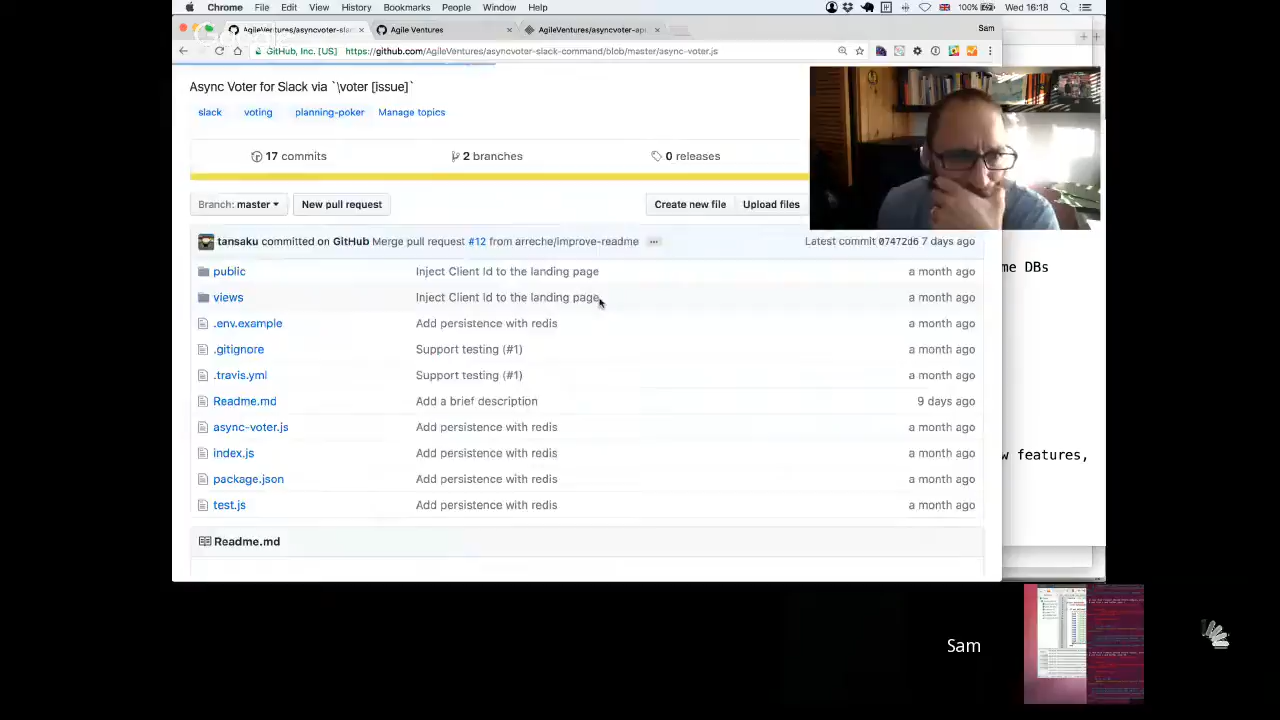 Chrome File Edit View History Bookmarks People Window Help 100% Wed 16:18
AgileVentures/asyncvoter-sla Agile Ventures AgileVentures/asyncvoter-ap Sam
GitHub, Inc. [US] https://github.com/AgileVentures/asyncvoter-slack-command/blob/master/async-voter.js
Async Voter for Slack via `\voter [issue]`
slack voting planning-poker Manage topics
17 commits 2 branches 0 releases
Branch: master New pull request Create new file Upload files
tansaku committed on GitHub Merge pull request #12 from arreche/improve-readme ... Latest commit 07472d6 7 days ago
public Inject Client Id to the landing page a month ago
me DBs
views Inject Client Id to the landing page a month ago
.env.example Add persistence with redis a month ago
.gitignore Support testing (#1) a month ago
.travis.yml Support testing (#1) a month ago
Readme.md Add a brief description 9 days ago
async-voter.js Add persistence with redis a month ago
index.js Add persistence with redis a month ago
w features,
package.json Add persistence with redis a month ago
test.js Add persistence with redis a month ago
Readme.md
Sam